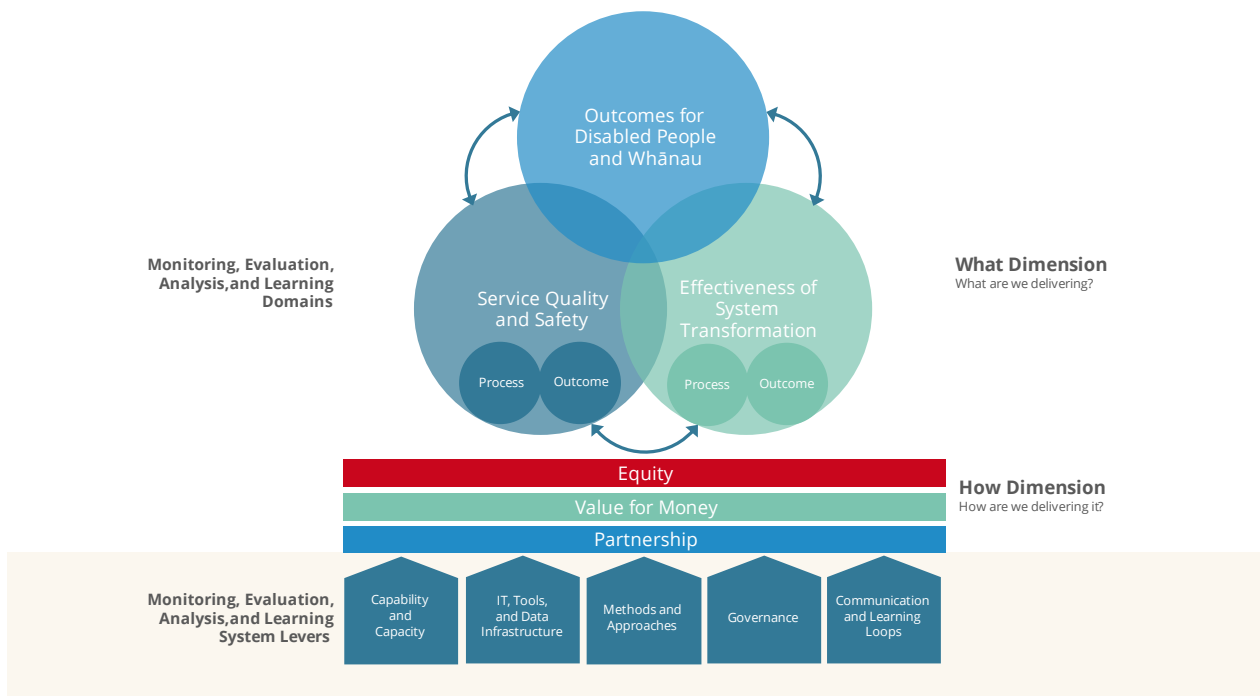 Outcomes for
Disabled People
and Whānau
Monitoring, Evaluation,
Analysis,and Learning
Domains
Service Quality
and Safety
Process
Outcome
Effectiveness of
System
Transformation
Process
Outcome
What Dimension
What are we delivering?
Equity
Value for Money
Partnership
How Dimension
How are we delivering it?
Monitoring, Evaluation,
Analysis,and Learning
System Levers
Capability
and
Capacity
IT, Tools,
and Data
Infrastructure
Methods and
Approaches
Governance
Communication
and Learning
Loops